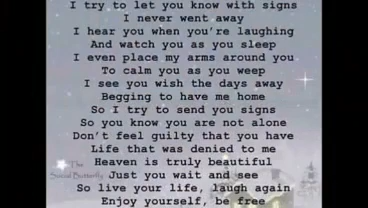 I try to let you know with signs
I never went away
I hear you when you're laughing
And watch you as you sleep
I even place my arms around you
To calm you as you weep
I see you wish the days away
Begging to have me home
So I try to send you signs
So you know you are not alone
Don't feel guilty that you have
Life that was denied to me
Heaven is truly beautiful
Just you wait and see
So live your life, laugh again
Enjoy yourself, be free
The
Social Butterfly